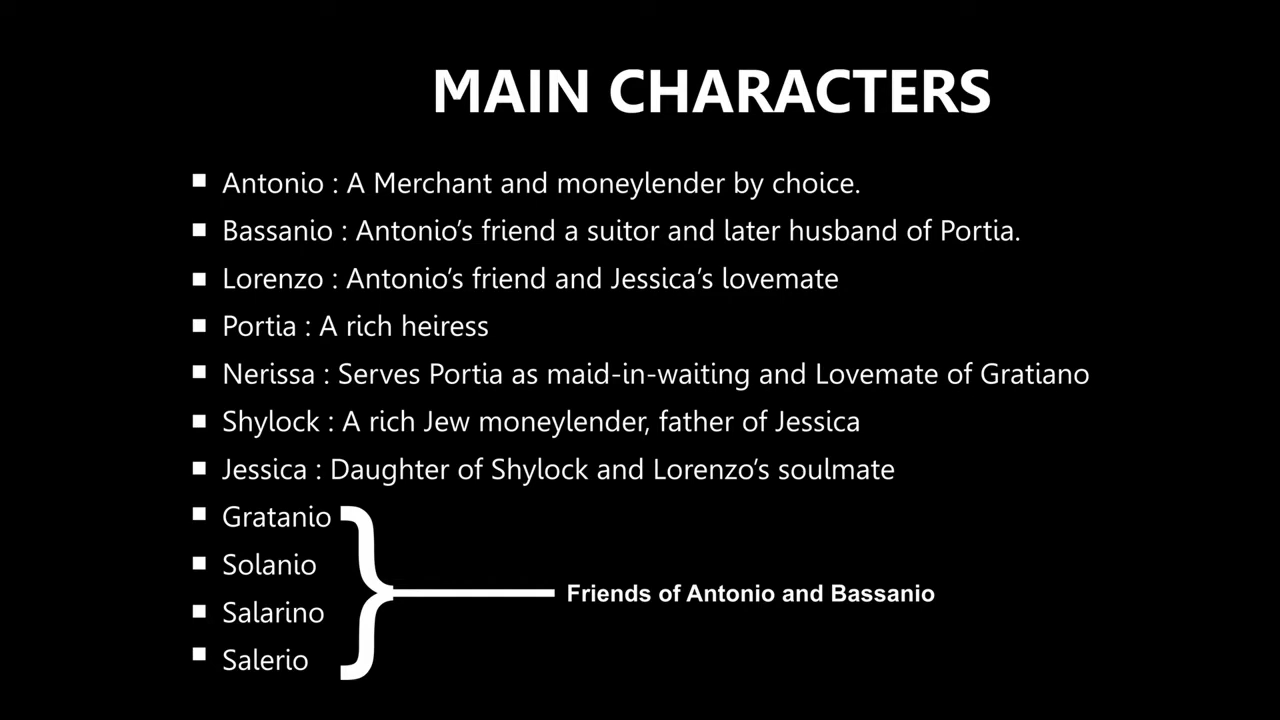 MAIN CHARACTERS
Antonio : A Merchant and moneylender by choice.
Bassanio : Antonio’s friend a suitor and later husband of Portia.
Lorenzo : Antonio’s friend and Jessica’s lovemate
Portia : A rich heiress
Nerissa : Serves Portia as maid-in-waiting and Lovemate of Gratiano
Shylock : A rich Jew moneylender, father of Jessica
Jessica : Daughter of Shylock and Lorenzo’s soulmate
Gratanio
Solanio
Salarino
Salerio
Friends of Antonio and Bassanio